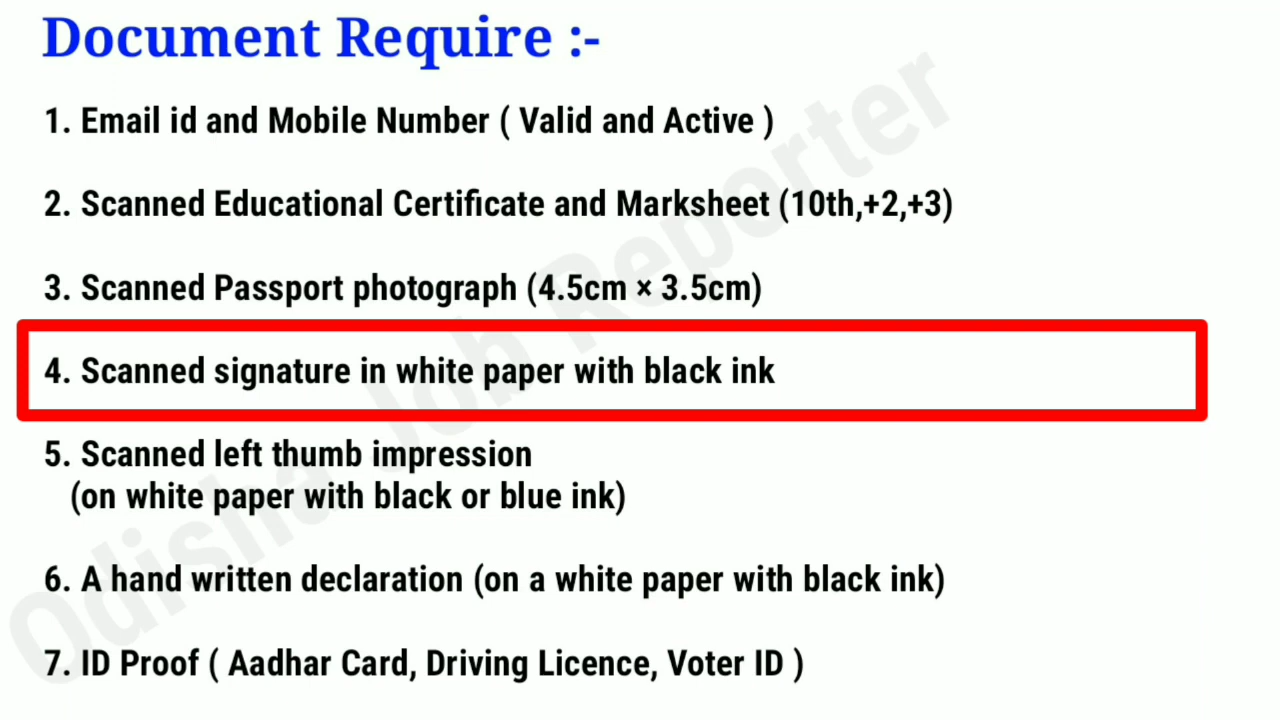 Document Require :-
1. Email id and Mobile Number ( Valid and Active )
2. Scanned Educational Certificate and Marksheet (10th,+2,+3)
3. Scanned Passport photograph (4.5cm × 3.5cm)
4. Scanned signature in white paper with black ink
5. Scanned left thumb impression
(on white paper with black or blue ink)
6. A hand written declaration (on a white paper with black ink)
7. ID Proof ( Aadhar Card, Driving Licence, Voter ID )
Odisha Job Reporter